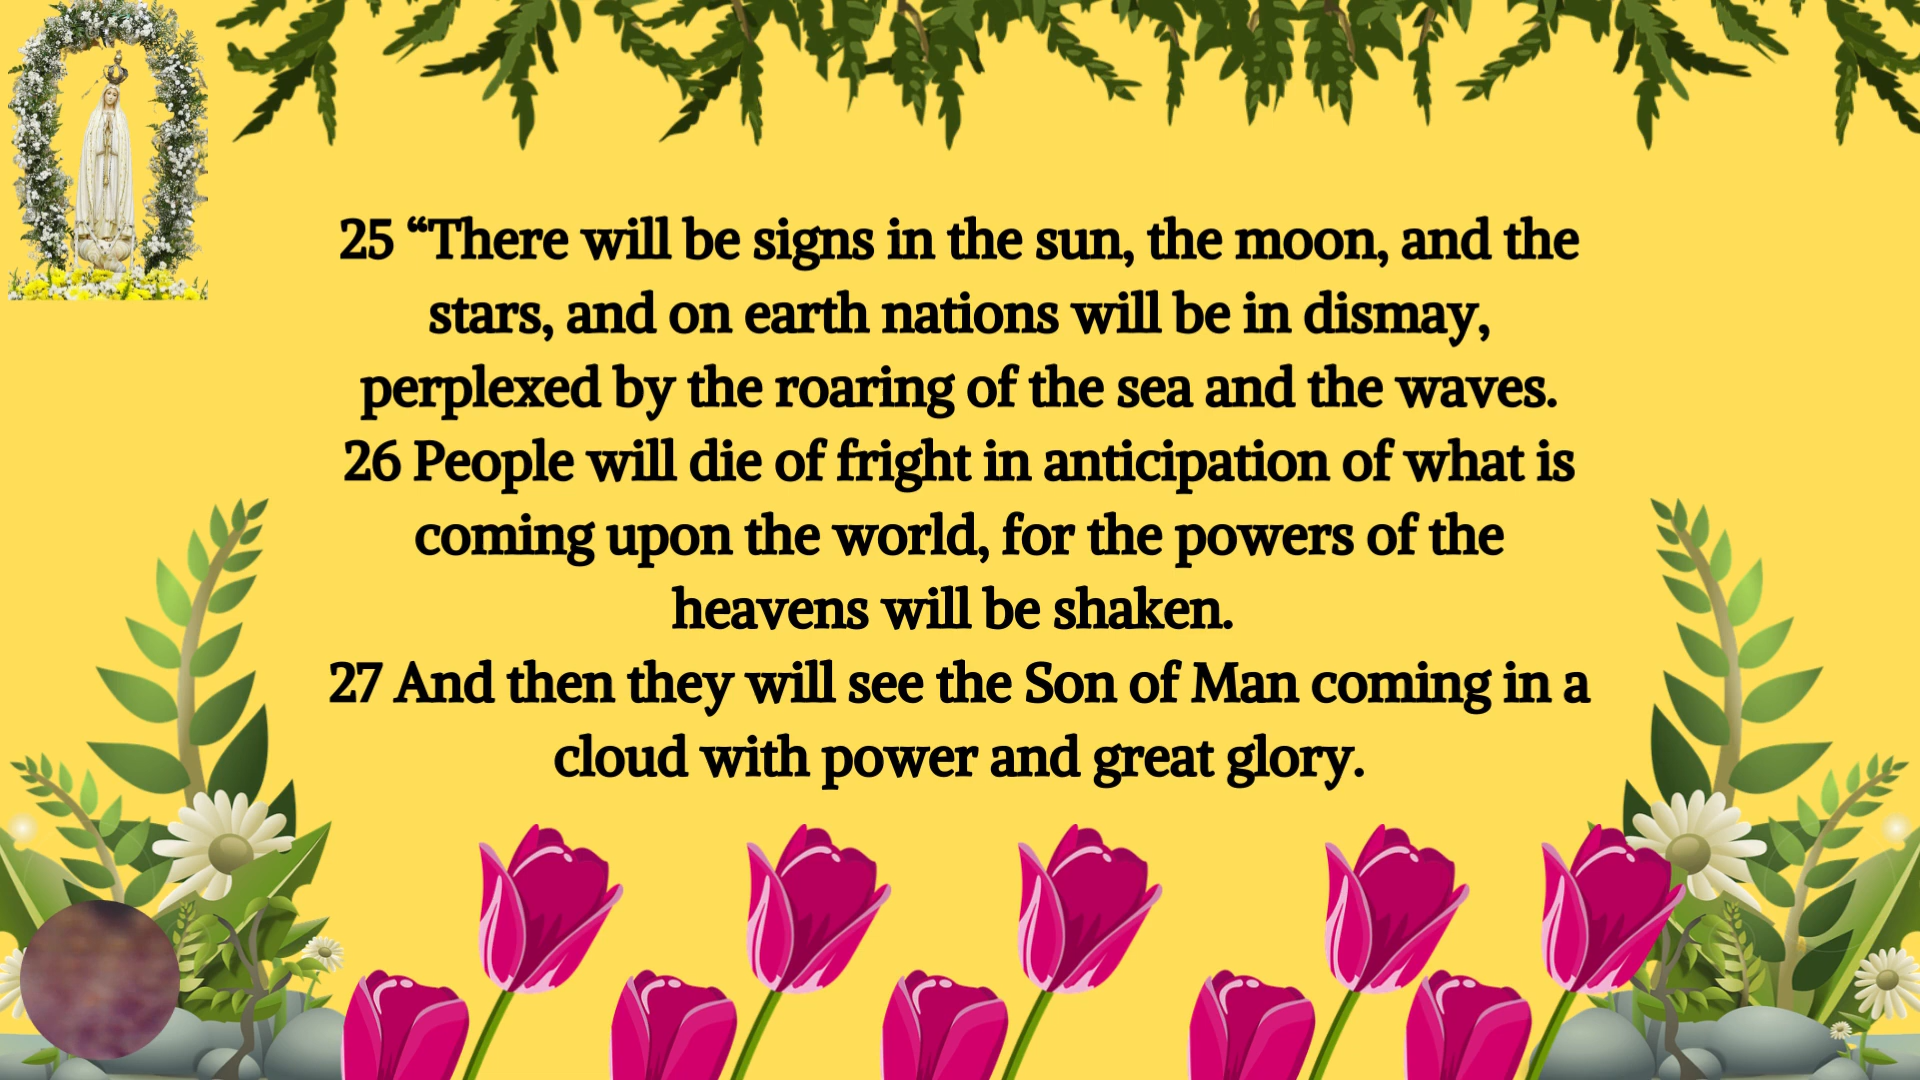 25 “There will be signs in the sun, the moon, and the
stars, and on earth nations will be in dismay,
perplexed by the roaring of the sea and the waves.
26 People will die of fright in anticipation of what is
coming upon the world, for the powers of the
heavens will be shaken.
27 And then they will see the Son of Man coming in a
cloud with power and great glory.